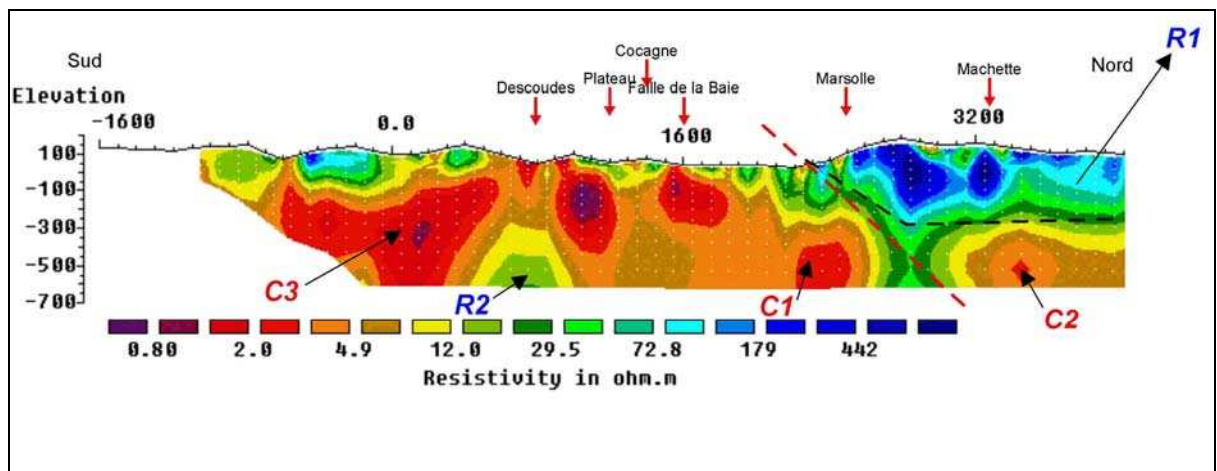 R1
Cocagne
Sud
Descoudes
Plateau
Faille de la Baie
Marsolle
Machette
Nord
Elevation
-1600
0.0
1600
3200
100
-100
-300
-500
-700
C3
R2
C1
C2
0.80 2.0 4.9 12.0 29.5 72.8 179 442
Resistivity in ohm.m